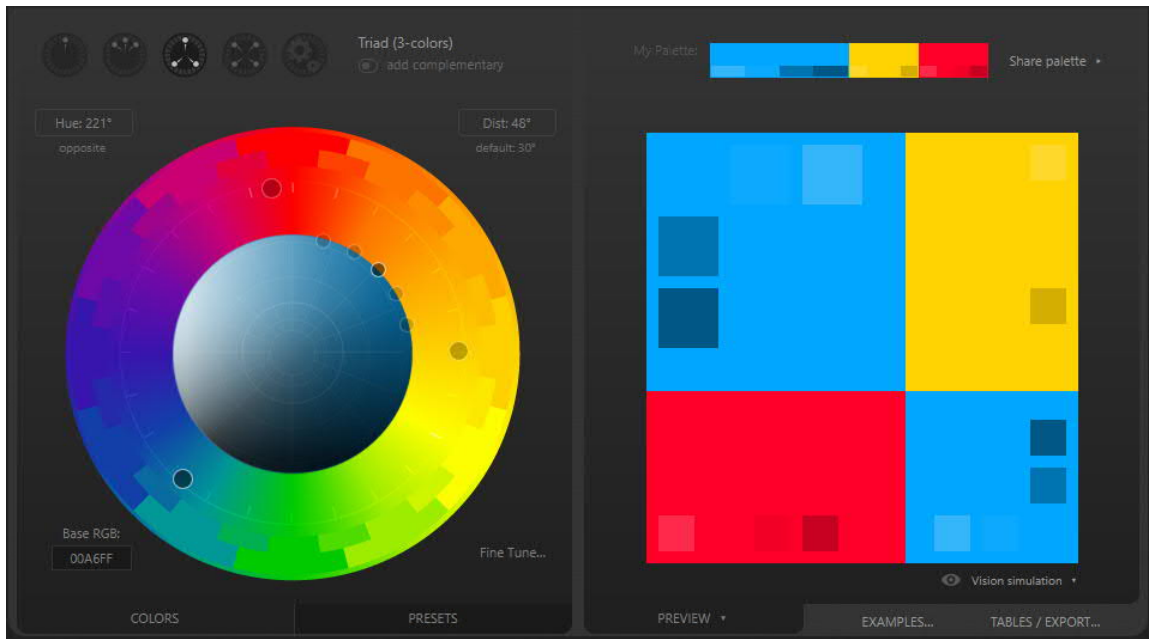 Triad (3-colors)
add complementary
Hue: 221°
opposite
Dist: 48°
default: 30°
Base RGB:
00A6FF
Fine Tune...
COLORS
PRESETS
My Palette:
Share palette
Vision simulation
PREVIEW
EXAMPLES...
TABLES / EXPORT...